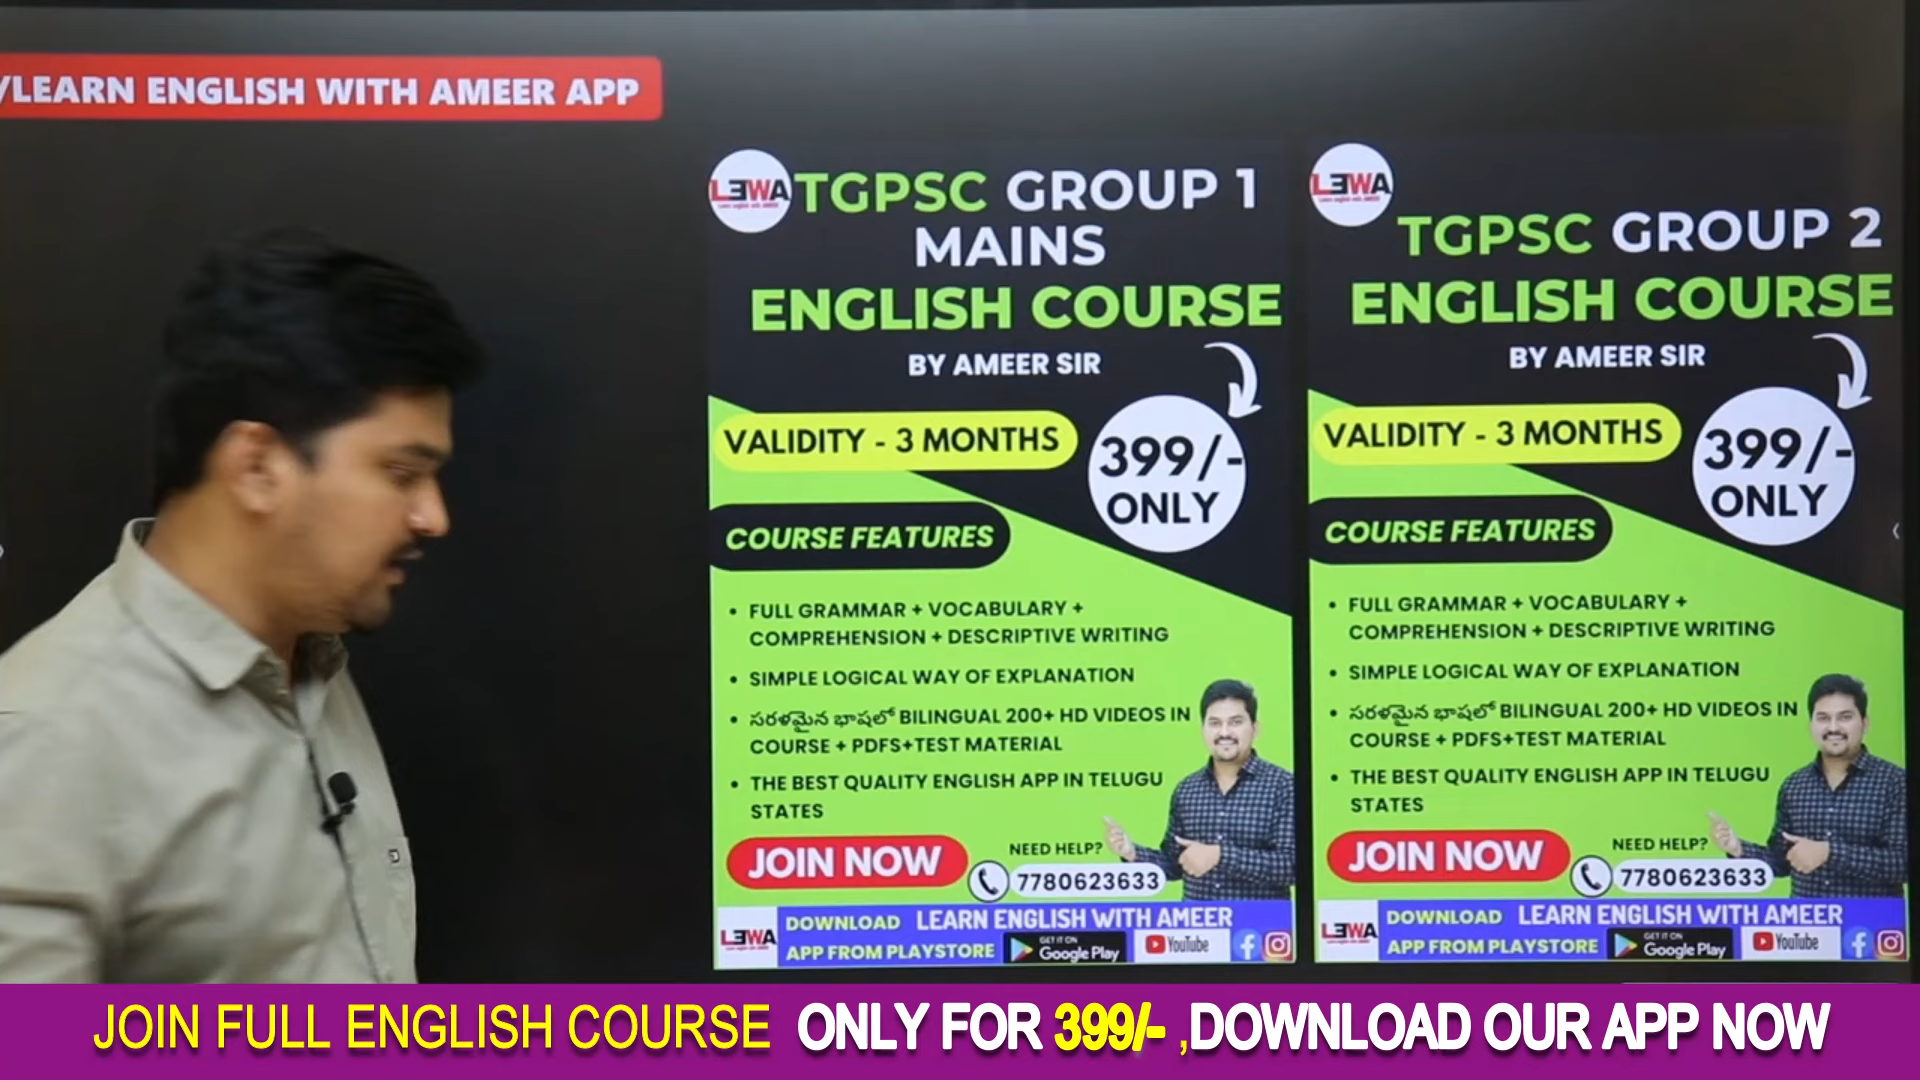 /LEARN ENGLISH WITH AMEER APP
LEWA
TGPSC GROUP 1
MAINS
ENGLISH COURSE
BY AMEER SIR
VALIDITY - 3 MONTHS
399/-
ONLY
COURSE FEATURES
• FULL GRAMMAR + VOCABULARY +
COMPREHENSION + DESCRIPTIVE WRITING
• SIMPLE LOGICAL WAY OF EXPLANATION
• సరళమైన భాషలో BILINGUAL 200+ HD VIDEOS IN
COURSE + PDFS+TEST MATERIAL
• THE BEST QUALITY ENGLISH APP IN TELUGU
STATES
JOIN NOW
NEED HELP?
7780623633
LEWA
DOWNLOAD LEARN ENGLISH WITH AMEER
APP FROM PLAYSTORE
GET IT ON
Google Play
YouTube
LEWA
TGPSC GROUP 2
ENGLISH COURSE
BY AMEER SIR
VALIDITY - 3 MONTHS
399/-
ONLY
COURSE FEATURES
• FULL GRAMMAR + VOCABULARY +
COMPREHENSION + DESCRIPTIVE WRITING
• SIMPLE LOGICAL WAY OF EXPLANATION
• సరళమైన భాషలో BILINGUAL 200+ HD VIDEOS IN
COURSE + PDFS+TEST MATERIAL
• THE BEST QUALITY ENGLISH APP IN TELUGU
STATES
JOIN NOW
NEED HELP?
7780623633
LEWA
DOWNLOAD LEARN ENGLISH WITH AMEER
APP FROM PLAYSTORE
GET IT ON
Google Play
YouTube
JOIN FULL ENGLISH COURSE ONLY FOR 399/- ,DOWNLOAD OUR APP NOW